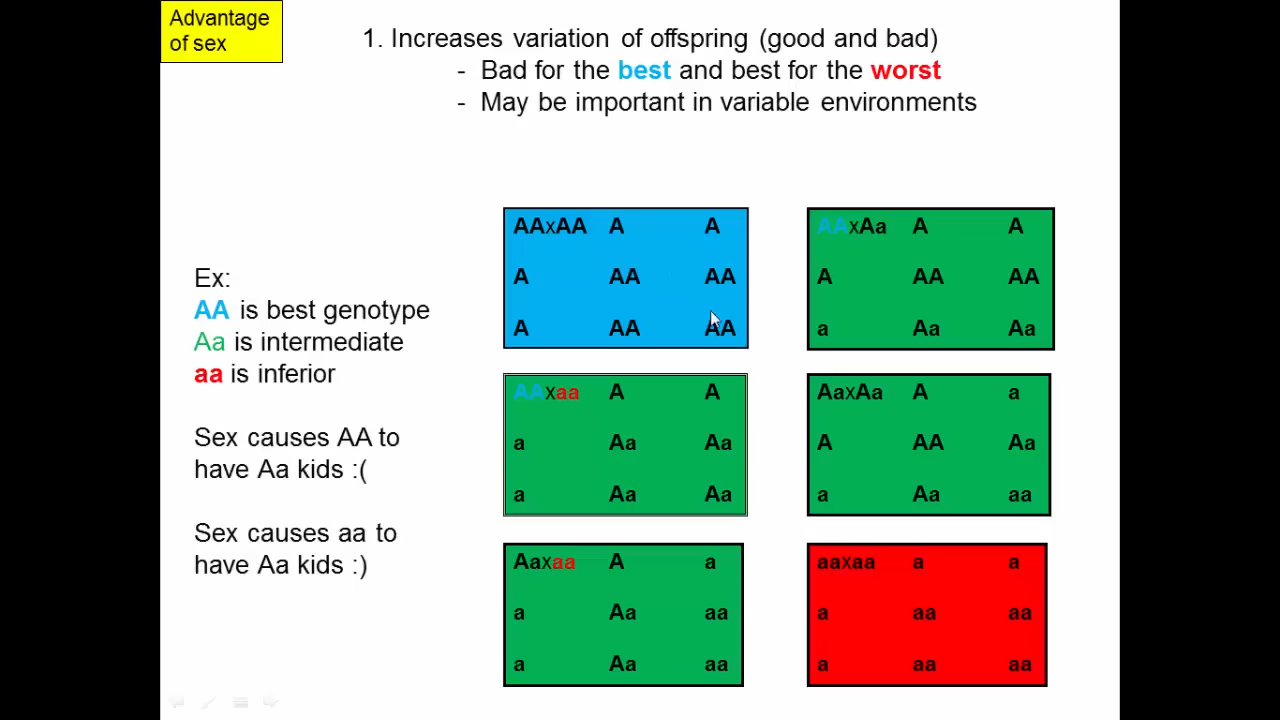 Advantage
of sex
1. Increases variation of offspring (good and bad)
- Bad for the best and best for the worst
- May be important in variable environments
Ex:
AA is best genotype
Aa is intermediate
aa is inferior
Sex causes AA to
have Aa kids :(
Sex causes aa to
have Aa kids :)
AAxAA A A
A AA AA
A AA AA
AAxAa A A
A AA AA
a Aa Aa
AAxaa A A
a Aa Aa
a Aa Aa
AaxAa A a
A AA Aa
a Aa aa
Aaxaa A a
a Aa aa
a Aa aa
aaxaa a a
a aa aa
a aa aa